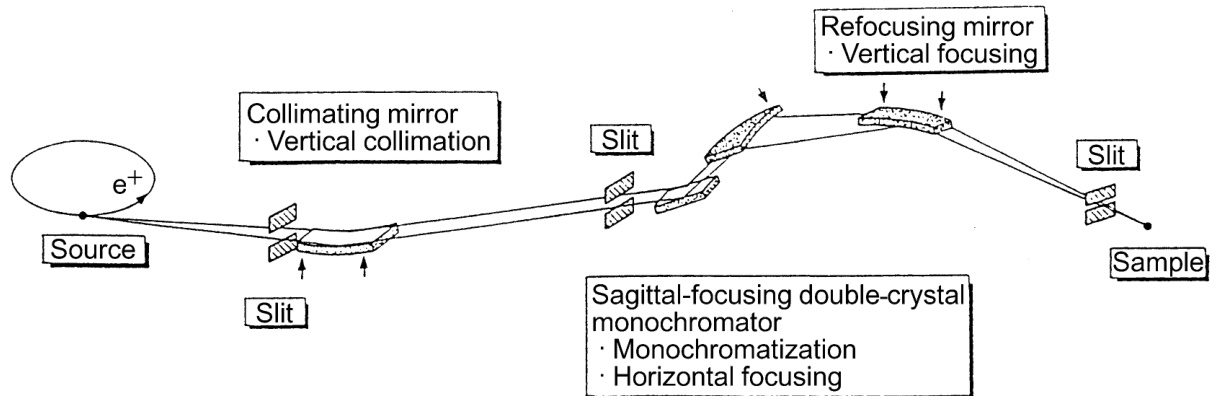 Refocusing mirror
· Vertical focusing
Collimating mirror
· Vertical collimation
Slit
Slit
e+
Source
Sample
Slit
Sagittal-focusing double-crystal
monochromator
· Monochromatization
· Horizontal focusing